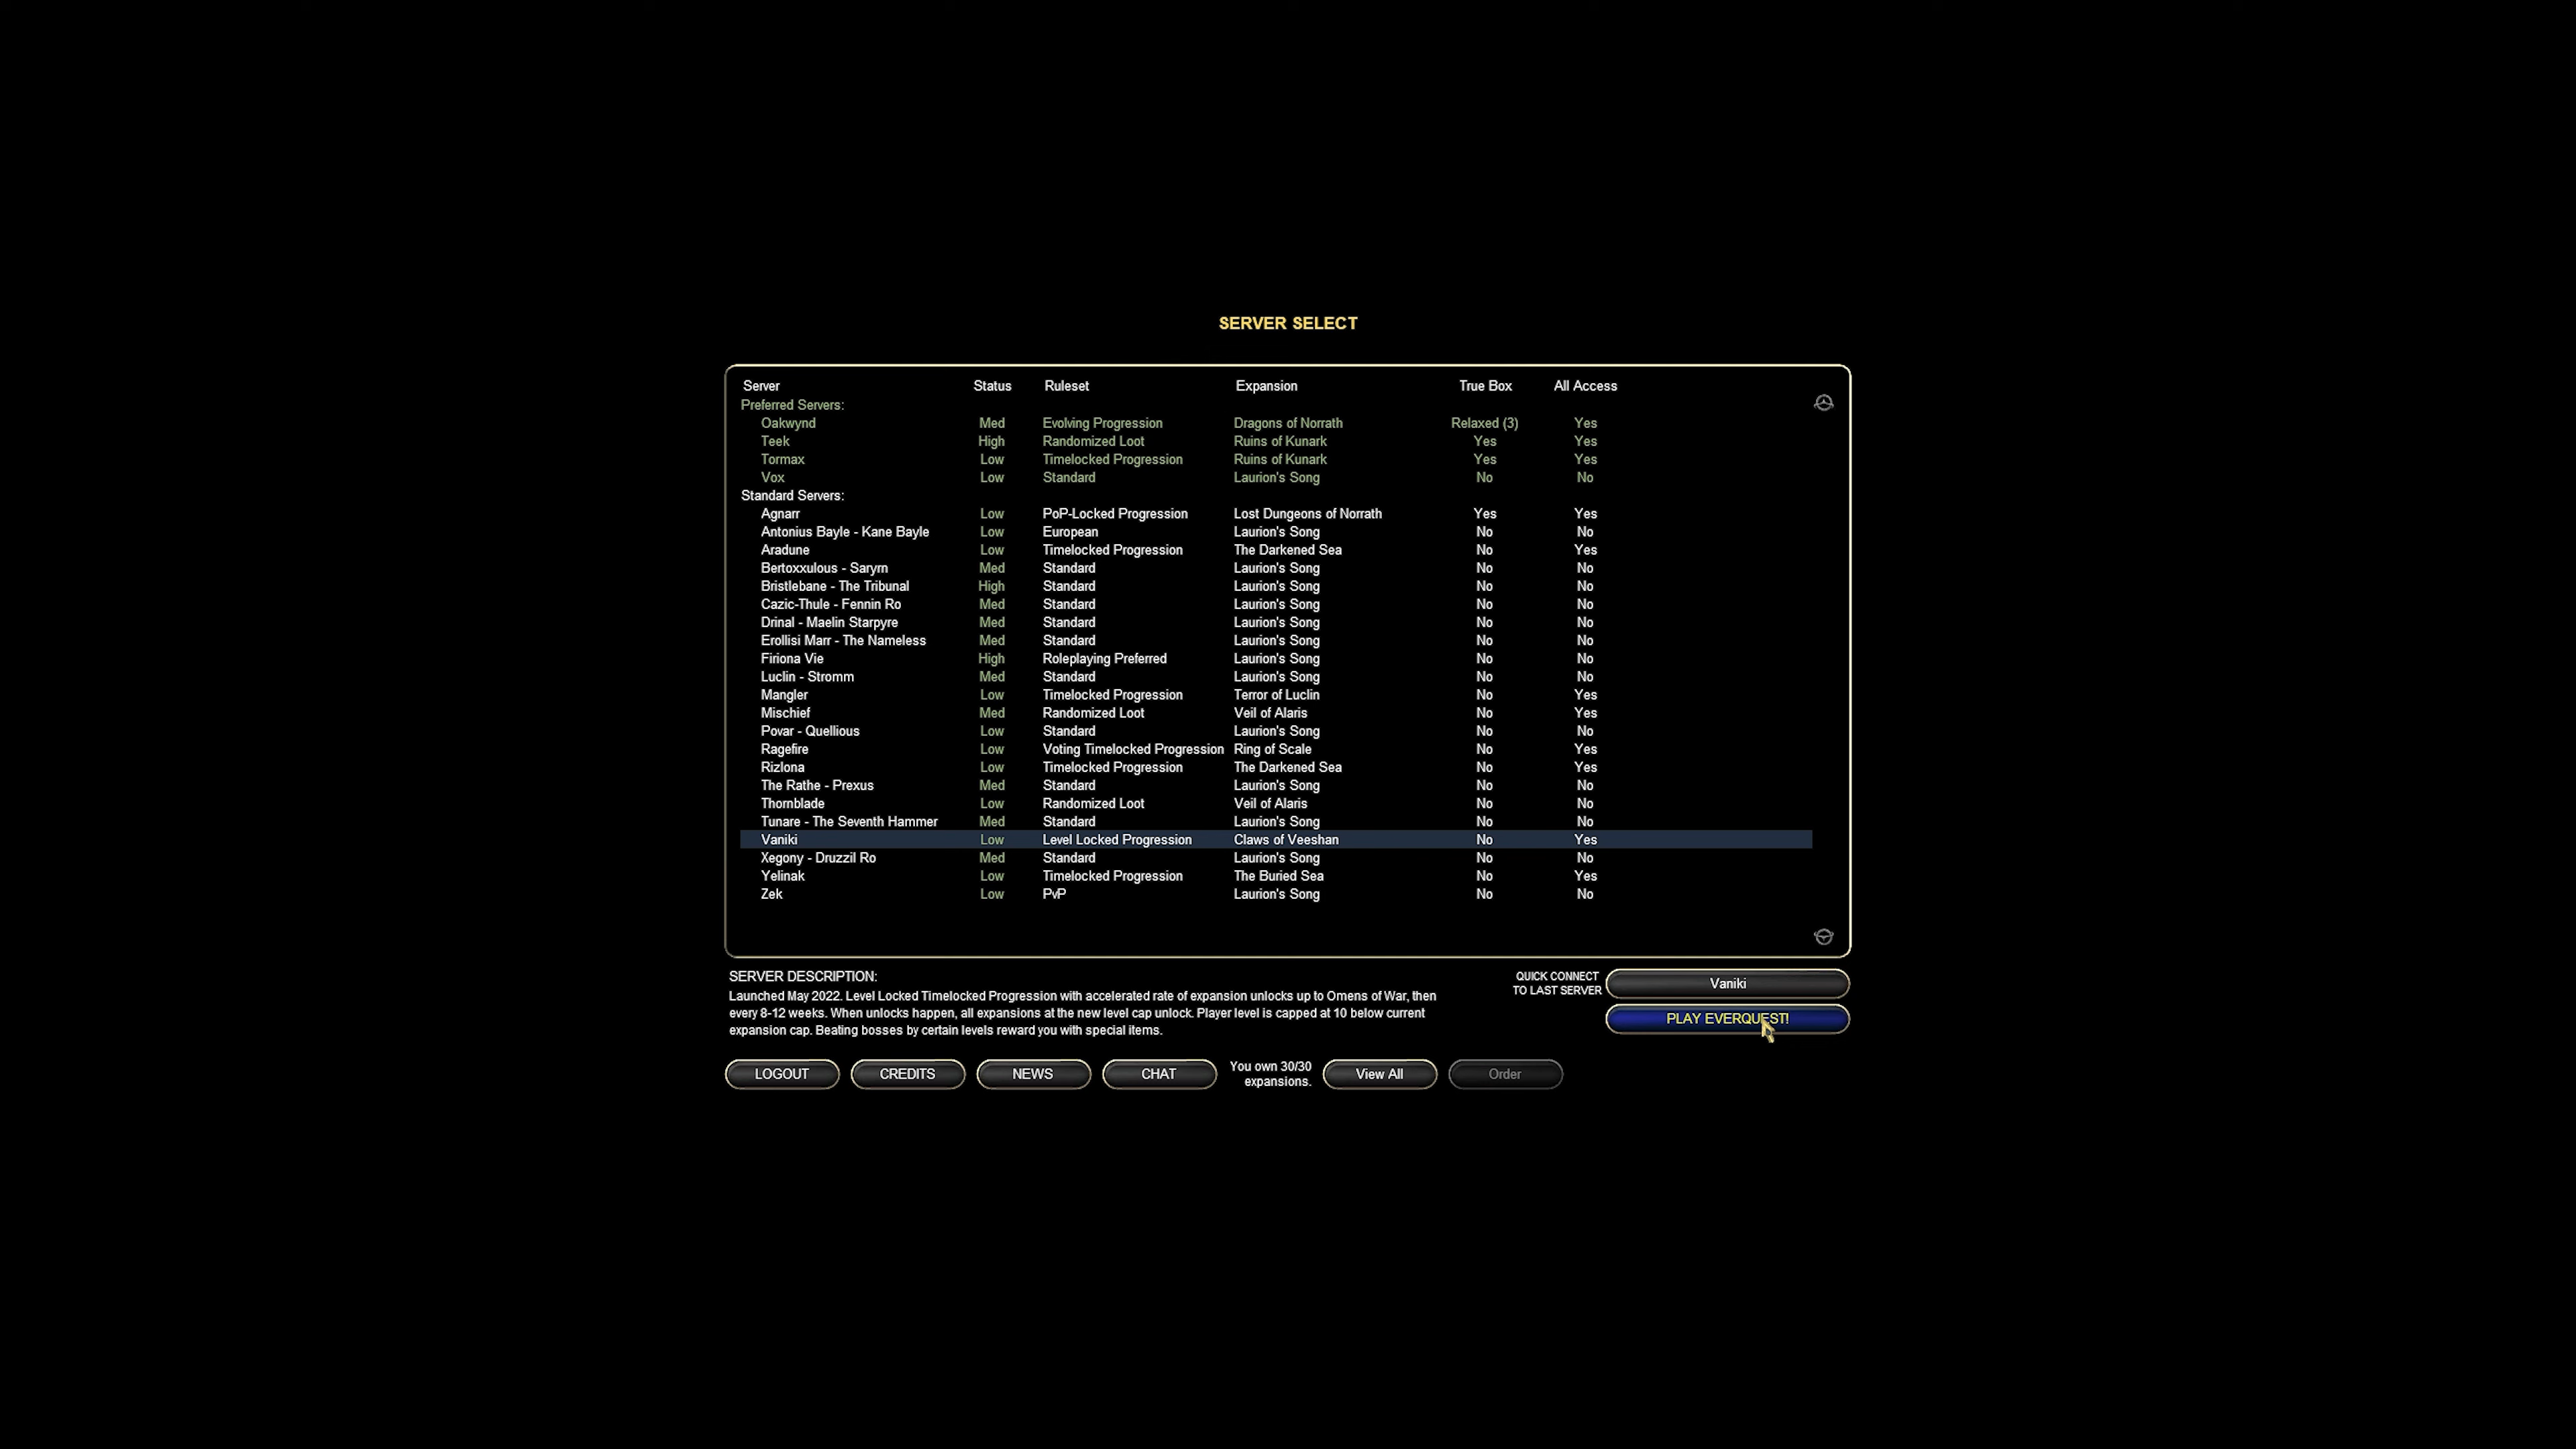 SERVER SELECT
Server Status Ruleset Expansion True Box All Access
Preferred Servers:
Oakwynd Med Evolving Progression Dragons of Norrath Relaxed (3) Yes
Teek High Randomized Loot Ruins of Kunark Yes Yes
Tormax Low Timelocked Progression Ruins of Kunark Yes Yes
Vox Low Standard Laurion's Song No No
Standard Servers:
Agnarr Low PoP-Locked Progression Lost Dungeons of Norrath Yes Yes
Antonius Bayle - Kane Bayle Low European Laurion's Song No No
Aradune Low Timelocked Progression The Darkened Sea No Yes
Bertoxxulous - Saryrn Med Standard Laurion's Song No No
Bristlebane - The Tribunal High Standard Laurion's Song No No
Cazic-Thule - Fennin Ro Med Standard Laurion's Song No No
Drinal - Maelin Starpyre Med Standard Laurion's Song No No
Erollisi Marr - The Nameless Med Standard Laurion's Song No No
Firiona Vie High Roleplaying Preferred Laurion's Song No No
Luclin - Stromm Med Standard Laurion's Song No No
Mangler Low Timelocked Progression Terror of Luclin No Yes
Mischief Med Randomized Loot Veil of Alaris No Yes
Povar - Quellious Low Standard Laurion's Song No No
Ragefire Low Voting Timelocked Progression Ring of Scale No Yes
Rizlona Low Timelocked Progression The Darkened Sea No Yes
The Rathe - Prexus Med Standard Laurion's Song No No
Thornblade Low Randomized Loot Veil of Alaris No No
Tunare - The Seventh Hammer Med Standard Laurion's Song No No
Vaniki Low Level Locked Progression Claws of Veeshan No Yes
Xegony - Druzzil Ro Med Standard Laurion's Song No No
Yelinak Low Timelocked Progression The Buried Sea No Yes
Zek Low PvP Laurion's Song No No
SERVER DESCRIPTION:
Launched May 2022. Level Locked Timelocked Progression with accelerated rate of expansion unlocks up to Omens of War, then
every 8-12 weeks. When unlocks happen, all expansions at the new level cap unlock. Player level is capped at 10 below current
expansion cap. Beating bosses by certain levels reward you with special items.
QUICK CONNECT
TO LAST SERVER
Vaniki
PLAY EVERQUEST!
LOGOUT
CREDITS
NEWS
CHAT
You own 30/30
expansions.
View All
Order